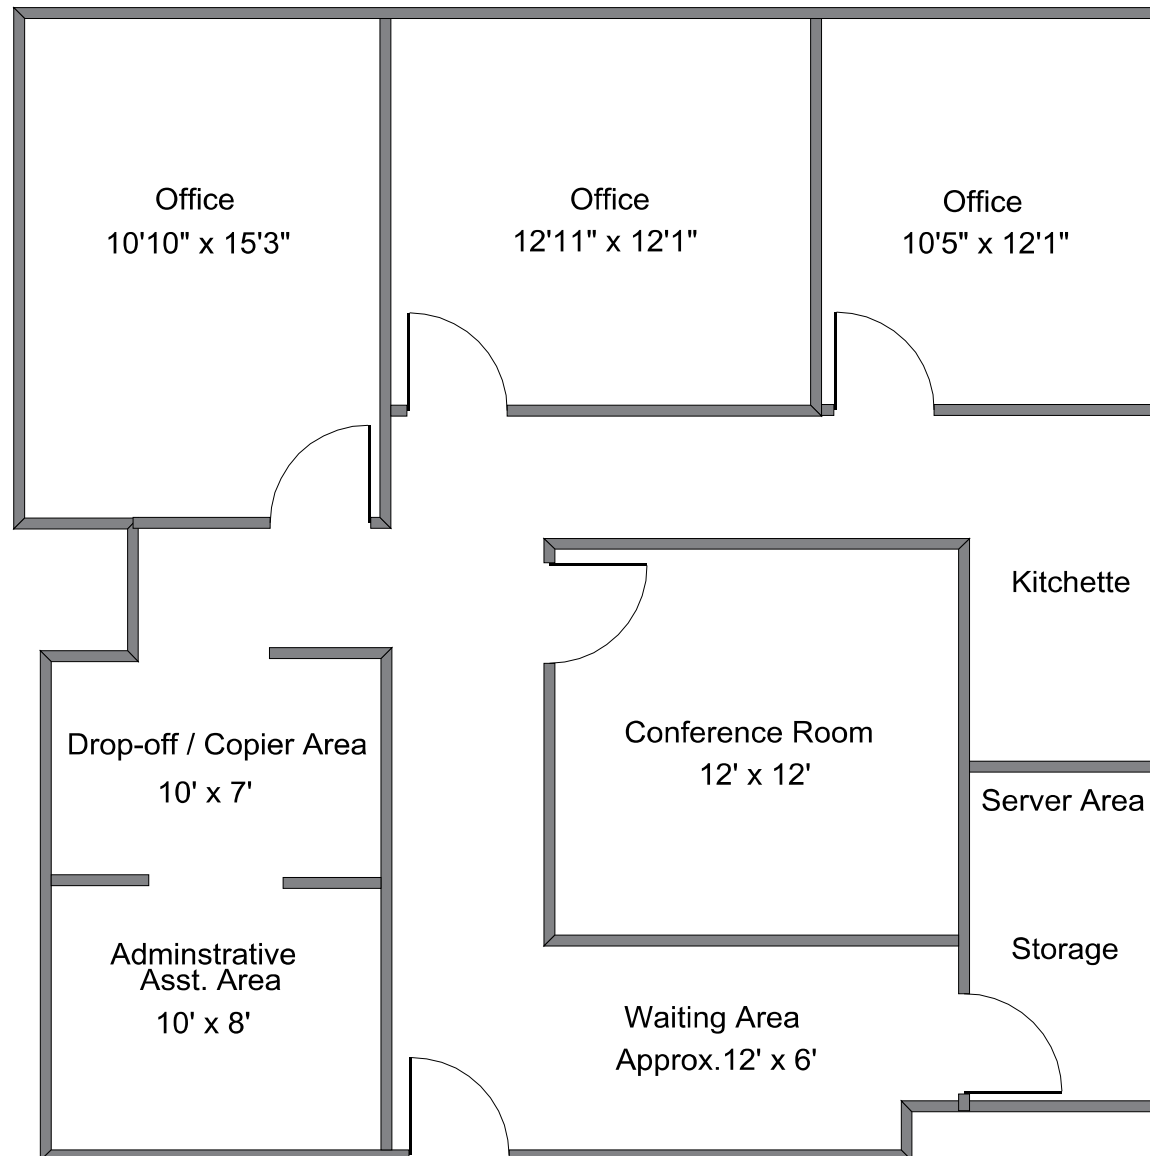 Office
10'10" x 15'3"
Office
12'11" x 12'1"
Office
10'5" x 12'1"
Kitchette
Drop-off / Copier Area
10' x 7'
Conference Room
12' x 12'
Server Area
Adminstrative
Asst. Area
10' x 8'
Storage
Waiting Area
Approx.12' x 6'